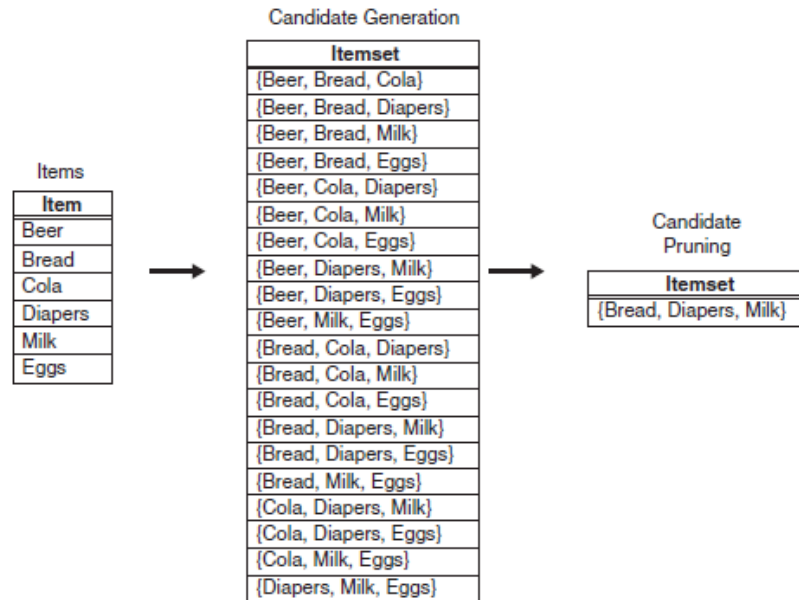 Candidate Generation
Itemset
{Beer, Bread, Cola}
{Beer, Bread, Diapers}
{Beer, Bread, Milk}
{Beer, Bread, Eggs}
{Beer, Cola, Diapers}
{Beer, Cola, Milk}
{Beer, Cola, Eggs}
{Beer, Diapers, Milk}
{Beer, Diapers, Eggs}
{Beer, Milk, Eggs}
{Bread, Cola, Diapers}
{Bread, Cola, Milk}
{Bread, Cola, Eggs}
{Bread, Diapers, Milk}
{Bread, Diapers, Eggs}
{Bread, Milk, Eggs}
{Cola, Diapers, Milk}
{Cola, Diapers, Eggs}
{Cola, Milk, Eggs}
{Diapers, Milk, Eggs}
Items
Item
Beer
Bread
Cola
Diapers
Milk
Eggs
Candidate
Pruning
Itemset
{Bread, Diapers, Milk}